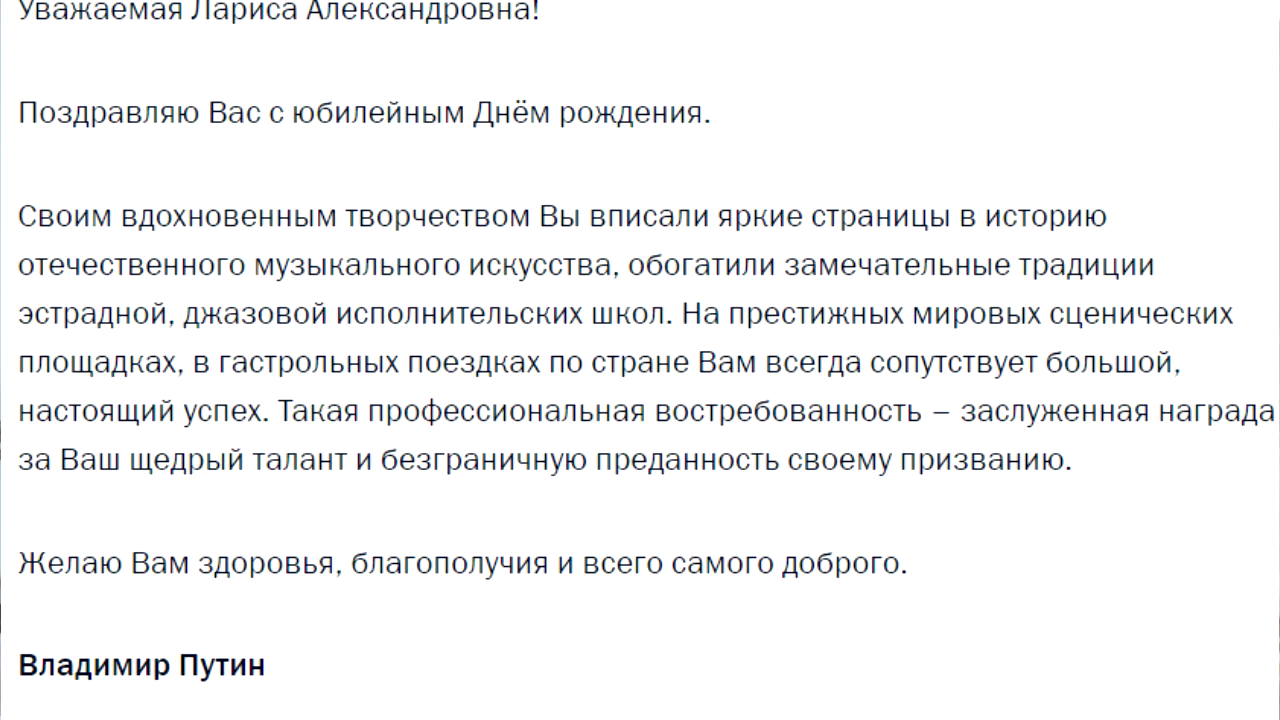 Уважаемая Лариса Александровна!
Поздравляю Вас с юбилейным Днём рождения.
Своим вдохновенным творчеством Вы вписали яркие страницы в историю
отечественного музыкального искусства, обогатили замечательные традиции
эстрадной, джазовой исполнительских школ. На престижных мировых сценических
площадках, в гастрольных поездках по стране Вам всегда сопутствует большой,
настоящий успех. Такая профессиональная востребованность – заслуженная награда
за Ваш щедрый талант и безграничную преданность своему призванию.
Желаю Вам здоровья, благополучия и всего самого доброго.
Владимир Путин